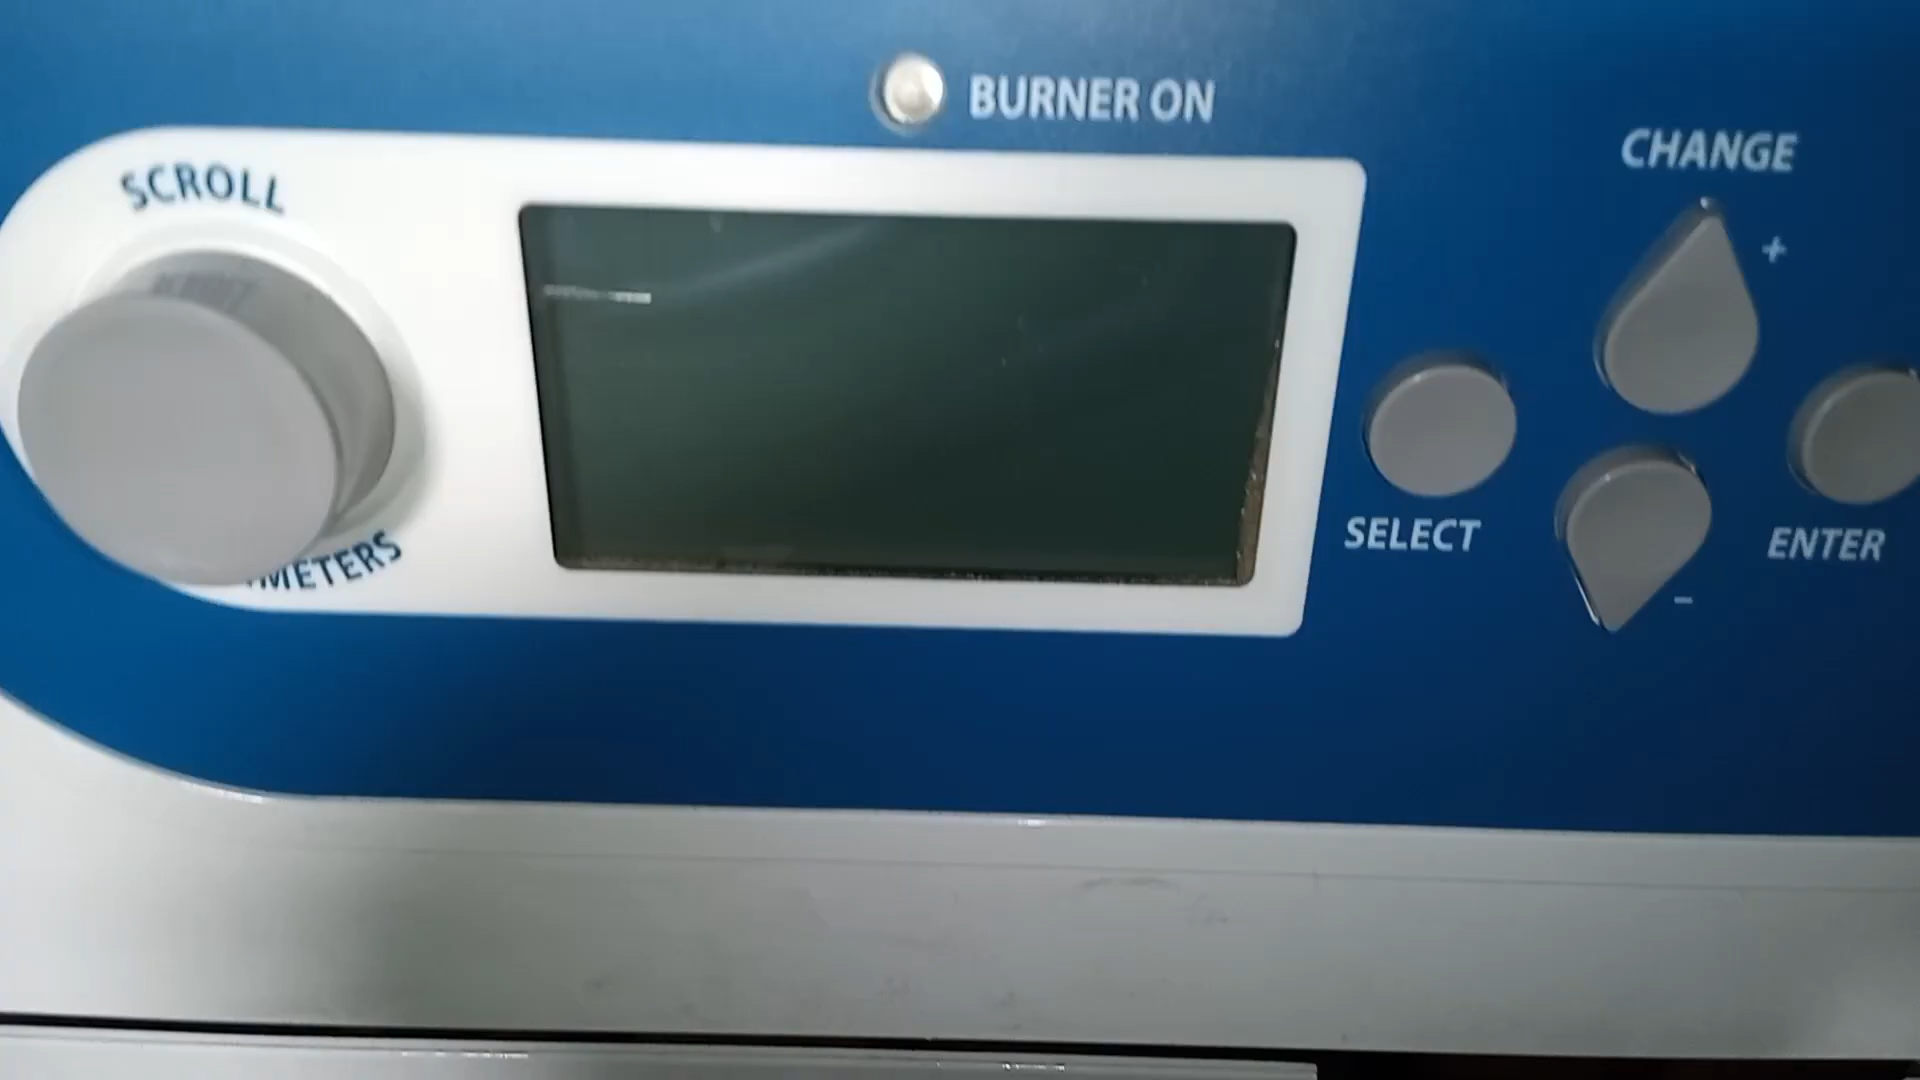 BURNER ON
CHANGE
SCROLL
+
SELECT
ENTER
METERS
-